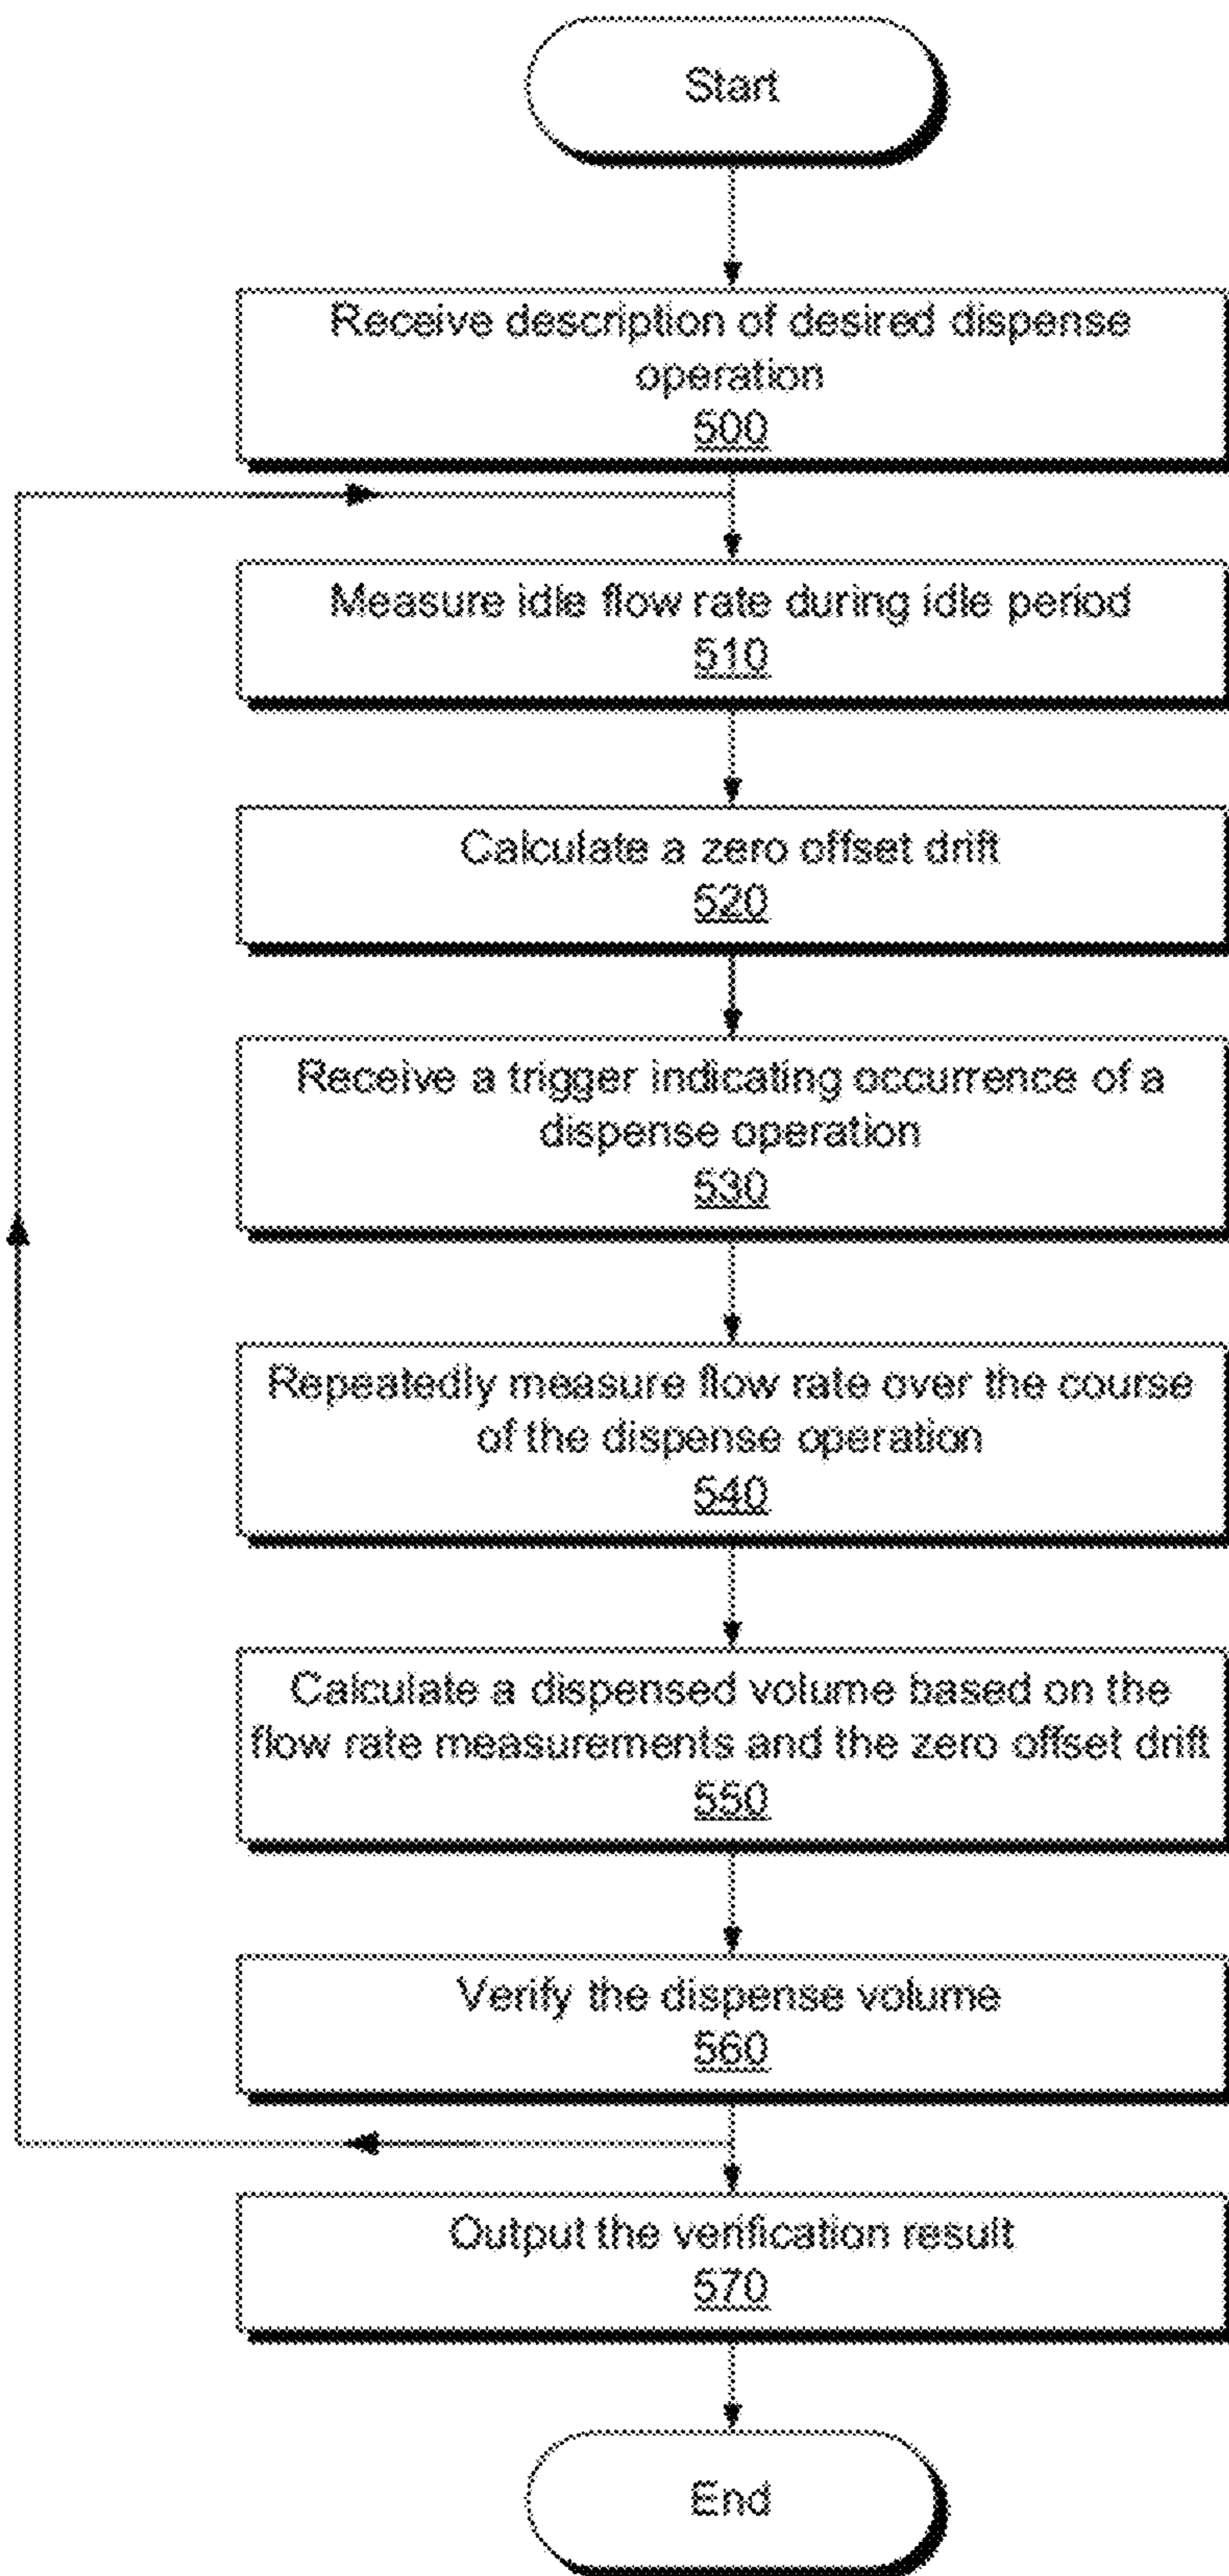 Start
Receive description of desired dispense
operation
500
Measure idle flow rate during idle period
510
Calculate a zero offset drift
520
Receive a trigger indicating occurrence of a
dispense operation
530
Repeatedly measure flow rate over the course
of the dispense operation
540
Calculate a dispensed volume based on the
flow rate measurements and the zero offset drift
550
Verify the dispense volume
560
Output the verification result
570
End